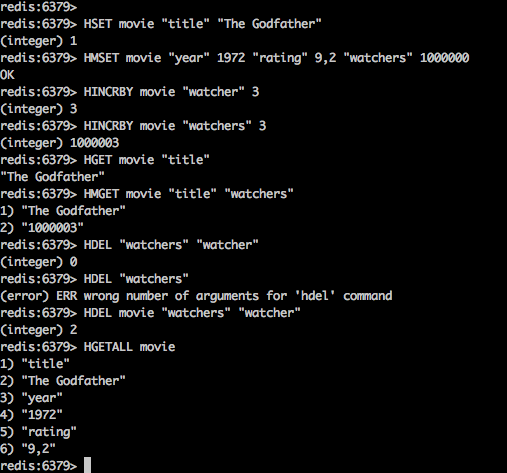 redis:6379>
redis:6379> HSET movie "title" "The Godfather"
(integer) 1
redis:6379> HMSET movie "year" 1972 "rating" 9,2 "watchers" 1000000
OK
redis:6379> HINCRBY movie "watcher" 3
(integer) 3
redis:6379> HINCRBY movie "watchers" 3
(integer) 1000003
redis:6379> HGET movie "title"
"The Godfather"
redis:6379> HMGET movie "title" "watchers"
1) "The Godfather"
2) "1000003"
redis:6379> HDEL "watchers" "watcher"
(integer) 0
redis:6379> HDEL "watchers"
(error) ERR wrong number of arguments for 'hdel' command
redis:6379> HDEL movie "watchers" "watcher"
(integer) 2
redis:6379> HGETALL movie
1) "title"
2) "The Godfather"
3) "year"
4) "1972"
5) "rating"
6) "9,2"
redis:6379>